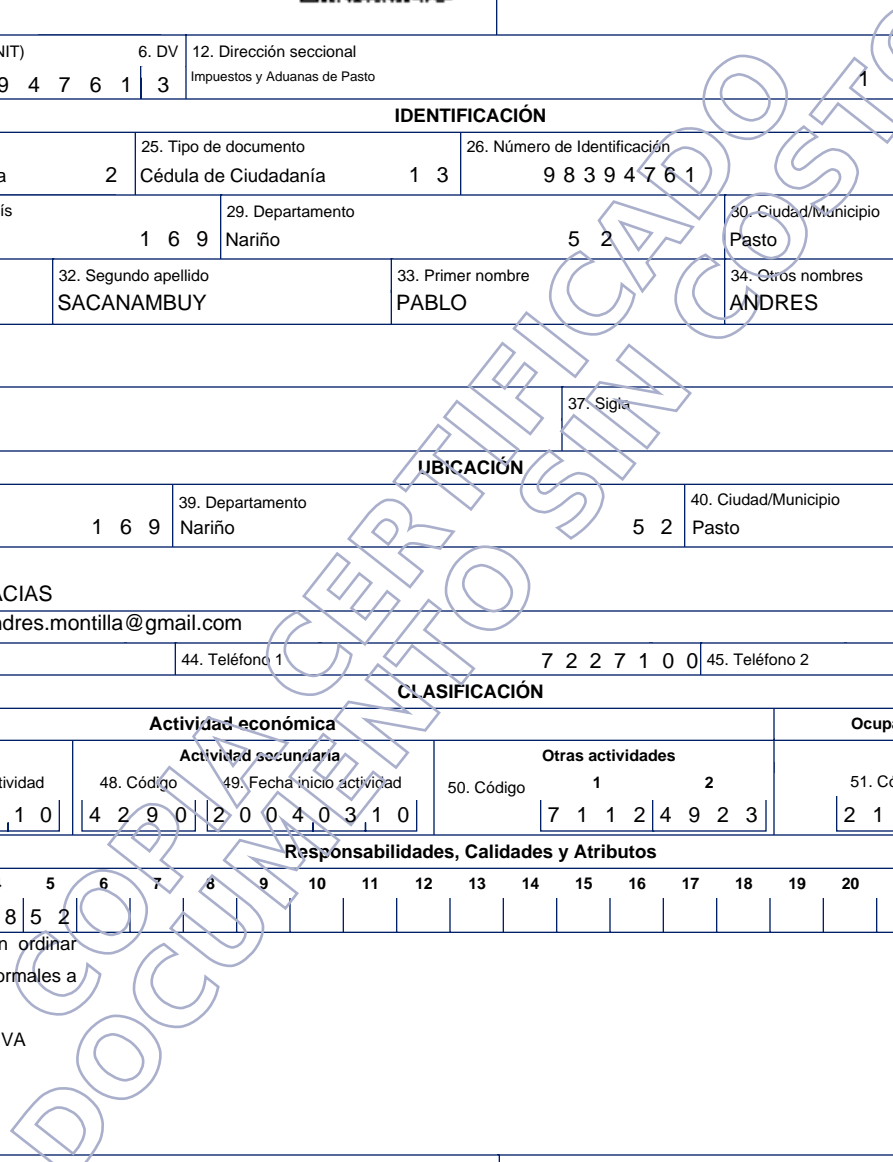 NIT) 6. DV 12. Dirección seccional
9 4 7 6 1 3 Impuestos y Aduanas de Pasto 1
IDENTIFICACIÓN
25. Tipo de documento 26. Número de Identificación
a 2 Cédula de Ciudadanía 1 3 9 8 3 9 4 7 6 1
ís 29. Departamento 30. Ciudad/Municipio
1 6 9 Nariño 5 2 Pasto
32. Segundo apellido 33. Primer nombre 34. Otros nombres
SACANAMBUY PABLO ANDRES
37. Sigla
UBICACIÓN
39. Departamento 40. Ciudad/Municipio
1 6 9 Nariño 5 2 Pasto
ACIAS
ndres.montilla@gmail.com
44. Teléfono 1 7 2 2 7 1 0 0 45. Teléfono 2
CLASIFICACIÓN
Actividad económica Ocupa
Actividad secundaria Otras actividades
tividad 48. Código 49. Fecha inicio actividad 50. Código 1 2 51. Có
1 0 4 2 9 0 2 0 0 4 0 3 1 0 7 1 1 2 4 9 2 3 2 1
Responsabilidades, Calidades y Atributos
5 6 7 8 9 10 11 12 13 14 15 16 17 18 19 20
8 5 2
n ordinar
ormales a
VA
COPIA CERTIFICADO
DOCUMENTO SIN COSTO